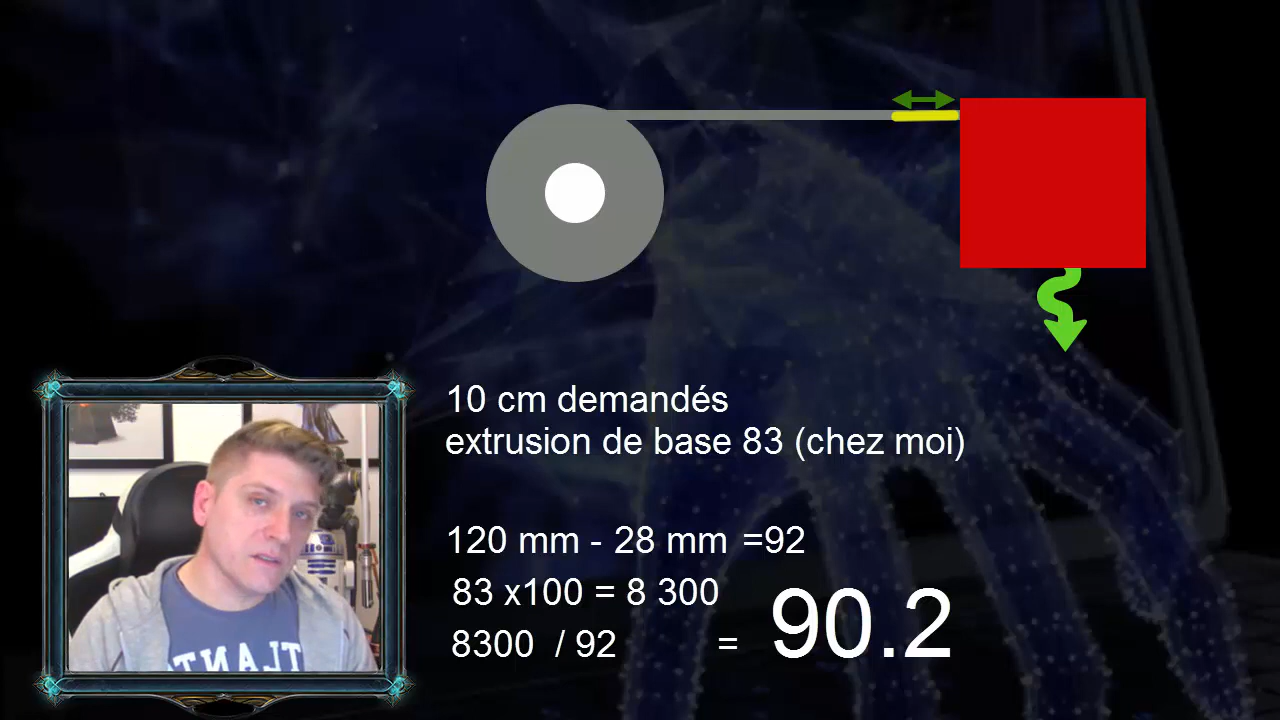 10 cm demandés
extrusion de base 83 (chez moi)
120 mm - 28 mm =92
83 x100 = 8 300
8300 / 92 = 90.2